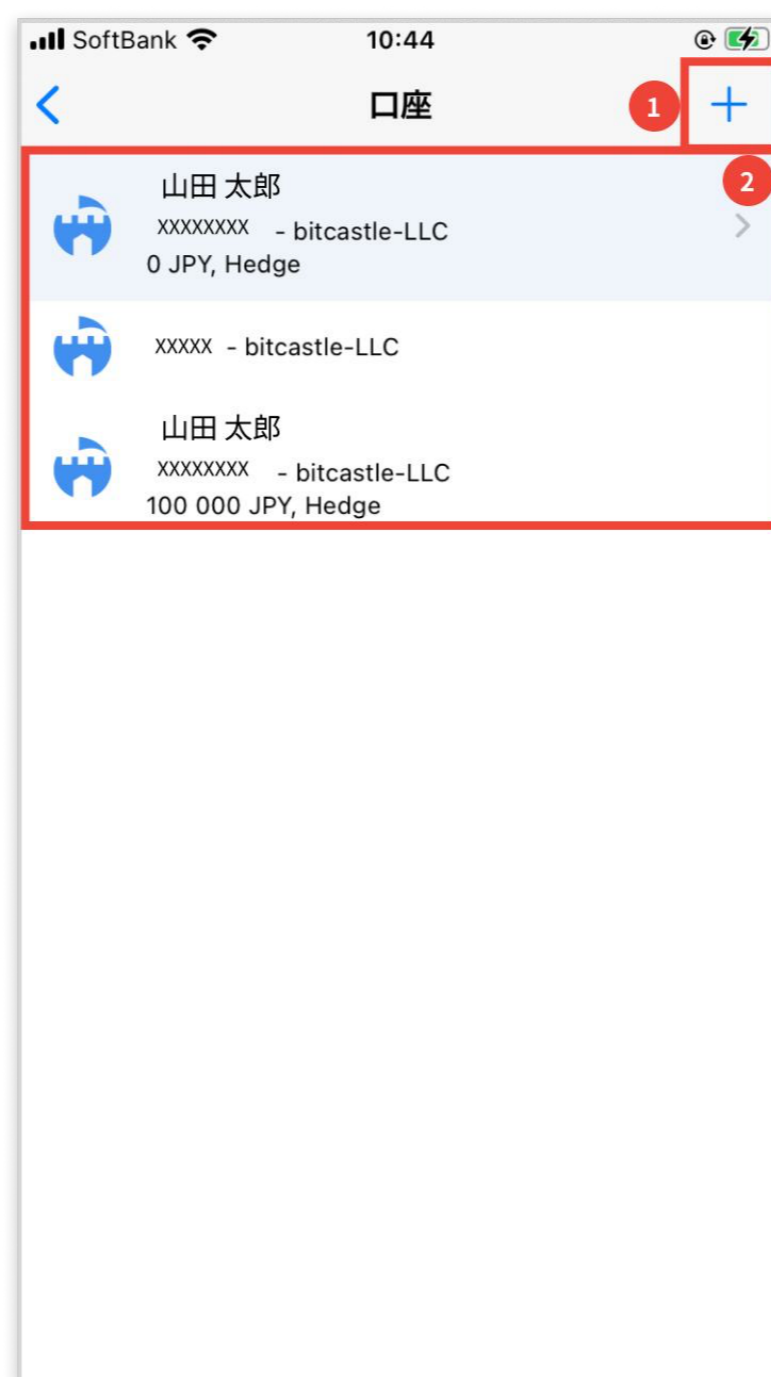 SoftBank 10:44
口座 1
2
山田 太郎
XXXXXXXX - bitcastle-LLC
0 JPY, Hedge
XXXXX - bitcastle-LLC
山田 太郎
XXXXXXXX - bitcastle-LLC
100 000 JPY, Hedge